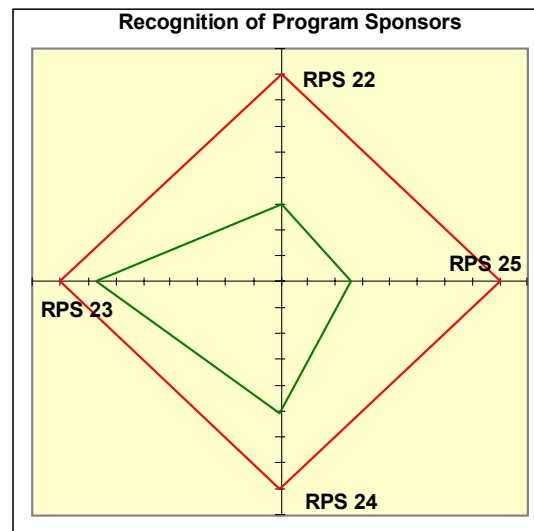 Recognition of Program Sponsors
RPS 22
RPS 25
RPS 23
RPS 24